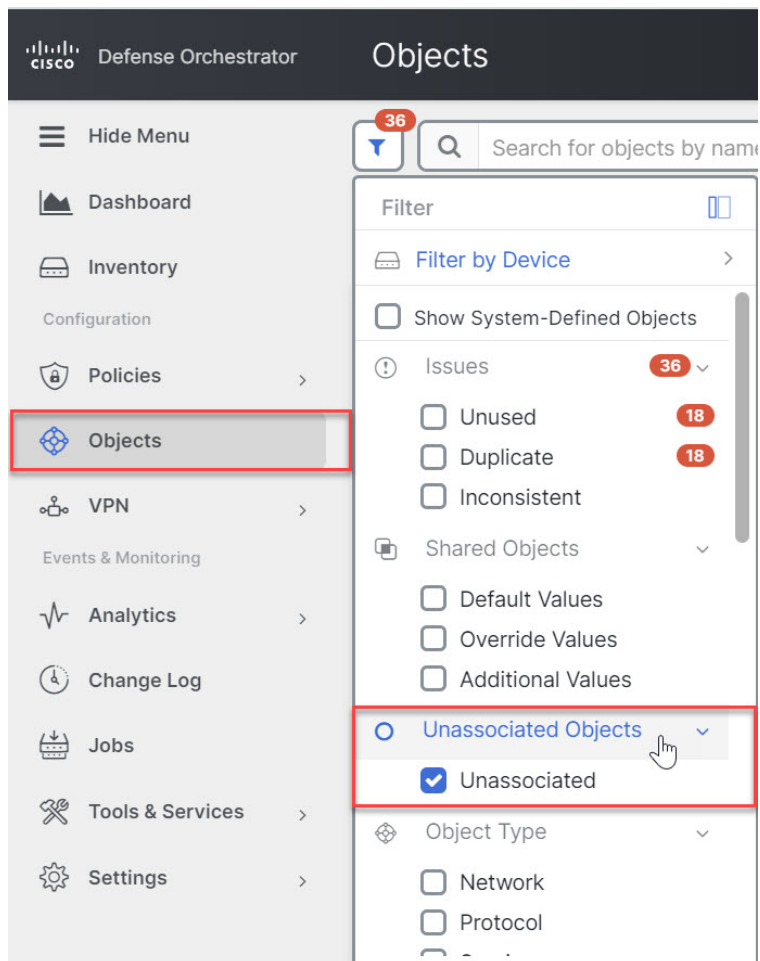 CISCO Defense Orchestrator
Objects
Hide Menu
Dashboard
Inventory
Configuration
Policies
Objects
VPN
Events & Monitoring
Analytics
Change Log
Jobs
Tools & Services
Settings
36
Search for objects by name
Filter
Filter by Device
Show System-Defined Objects
Issues 36
Unused 18
Duplicate 18
Inconsistent
Shared Objects
Default Values
Override Values
Additional Values
Unassociated Objects
Unassociated
Object Type
Network
Protocol